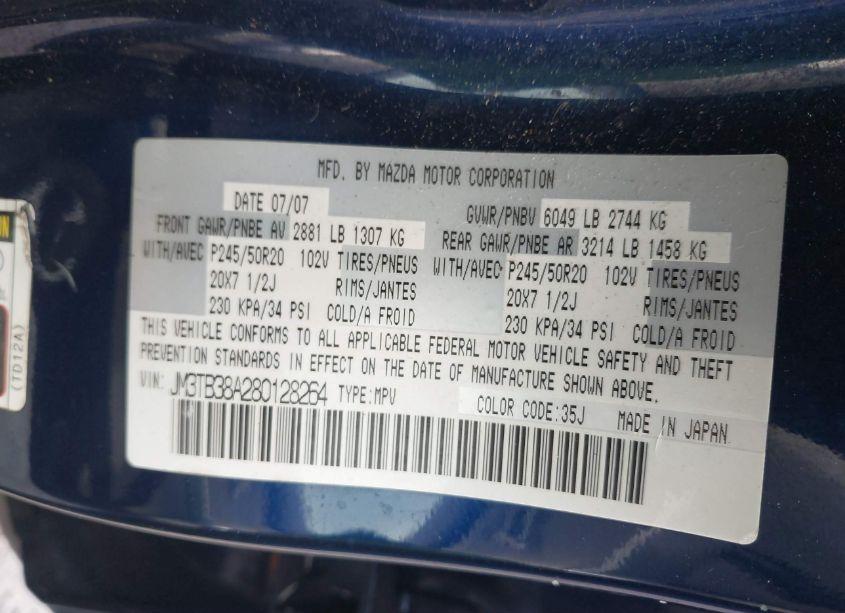 MFD. BY MAZDA MOTOR CORPORATION
DATE 07/07 GVWR/PNBV 6049 LB 2744 KG
FRONT GAWR/PNBE AV 2881 LB 1307 KG REAR GAWR/PNBE AR 3214 LB 1458 KG
WITH/AVEC P245/50R20 102V TIRES/PNEUS WITH/AVEC P245/50R20 102V TIRES/PNEUS
20X7 1/2J RIMS/JANTES 20X7 1/2J RIMS/JANTES
230 KPA/34 PSI COLD/A FROID 230 KPA/34 PSI COLD/A FROID
THIS VEHICLE CONFORMS TO ALL APPLICABLE FEDERAL MOTOR VEHICLE SAFETY AND THEFT
PREVENTION STANDARDS IN EFFECT ON THE DATE OF MANUFACTURE SHOWN ABOVE.
VIN: JM3TB38A280128264 TYPE:MPV COLOR CODE:35J MADE IN JAPAN
(TD12A)